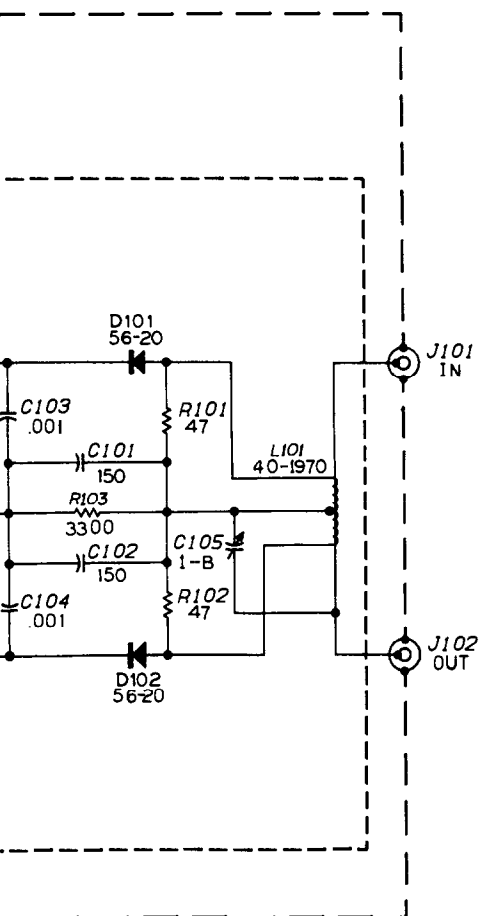 D101
56-20
J101
IN
C103
.001
R101
47
C101
150
L101
40-1970
R103
3300
C102
150
C105
1-B
C104
.001
R102
47
J102
OUT
D102
56-20